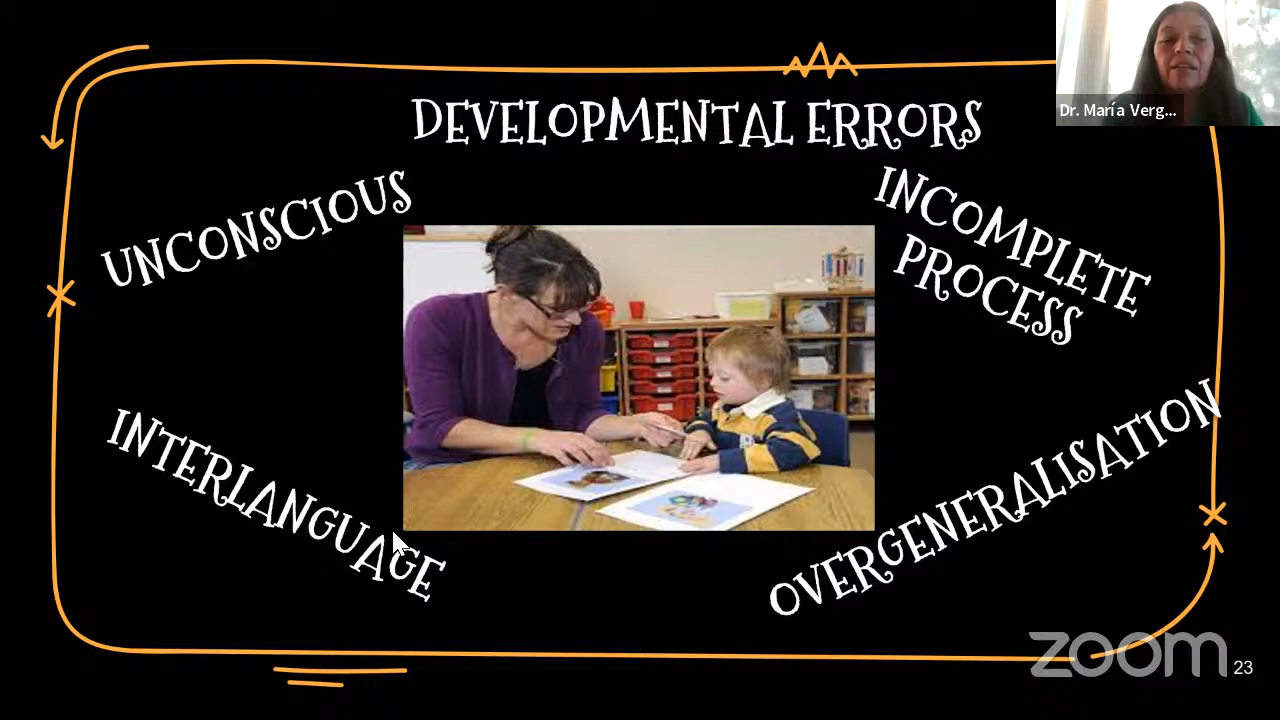 Dr. María Verg...
DEVELOPMENTAL ERRORS
UNCONSCIOUS
INCOMPLETE
PROCESS
INTERLANGUAGE
OVERGENERALISATION
zoom
23